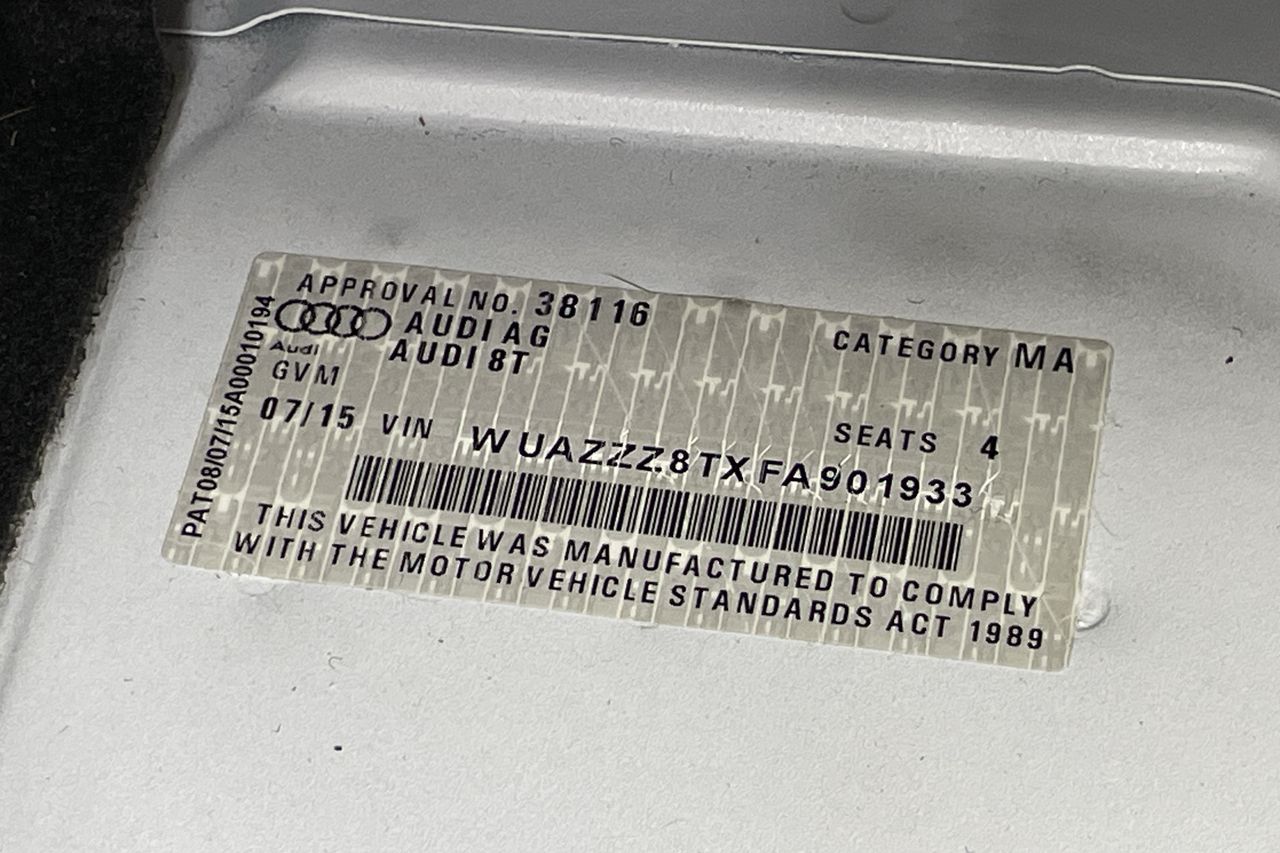 APPROVAL NO. 38116
CATEGORY MA
AUDI AG
Audi
AUDI 8T
GVM
SEATS 4
07/15 VIN WUAZZZ8TXFA901933
THIS VEHICLE WAS MANUFACTURED TO COMPLY
WITH THE MOTOR VEHICLE STANDARDS ACT 1989
PAT08/07/15A00010194